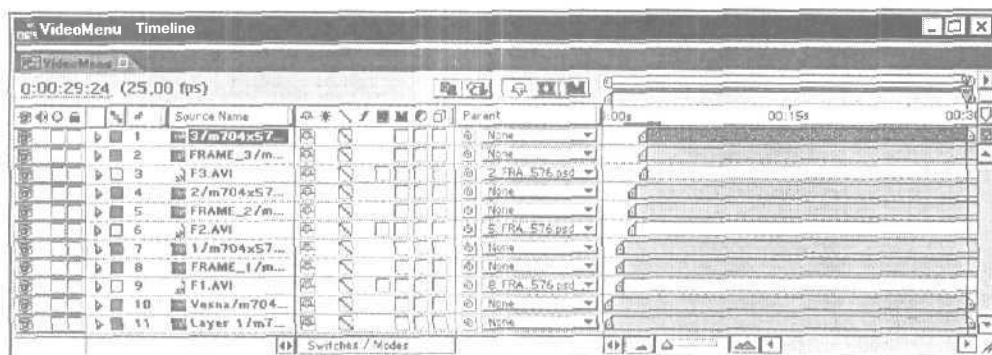 VideoMenu Timeline
VideoMenu
0:00:29:24 (25,00 fps)
# Source Name Parent 00:15s
1 3/m704x57... None
2 FRAME_3/m... None
3 F3.AVI 2. FRA..576.psd
4 2/m704x57... None
5 FRAME_2/m... None
6 F2.AVI 5. FRA..576.psd
7 1/m704x57... None
8 FRAME_1/m... None
9 F1.AVI 8. FRA..576.psd
10 Vesna/m704... None
11 Layer 1/m7... None
Switches / Modes